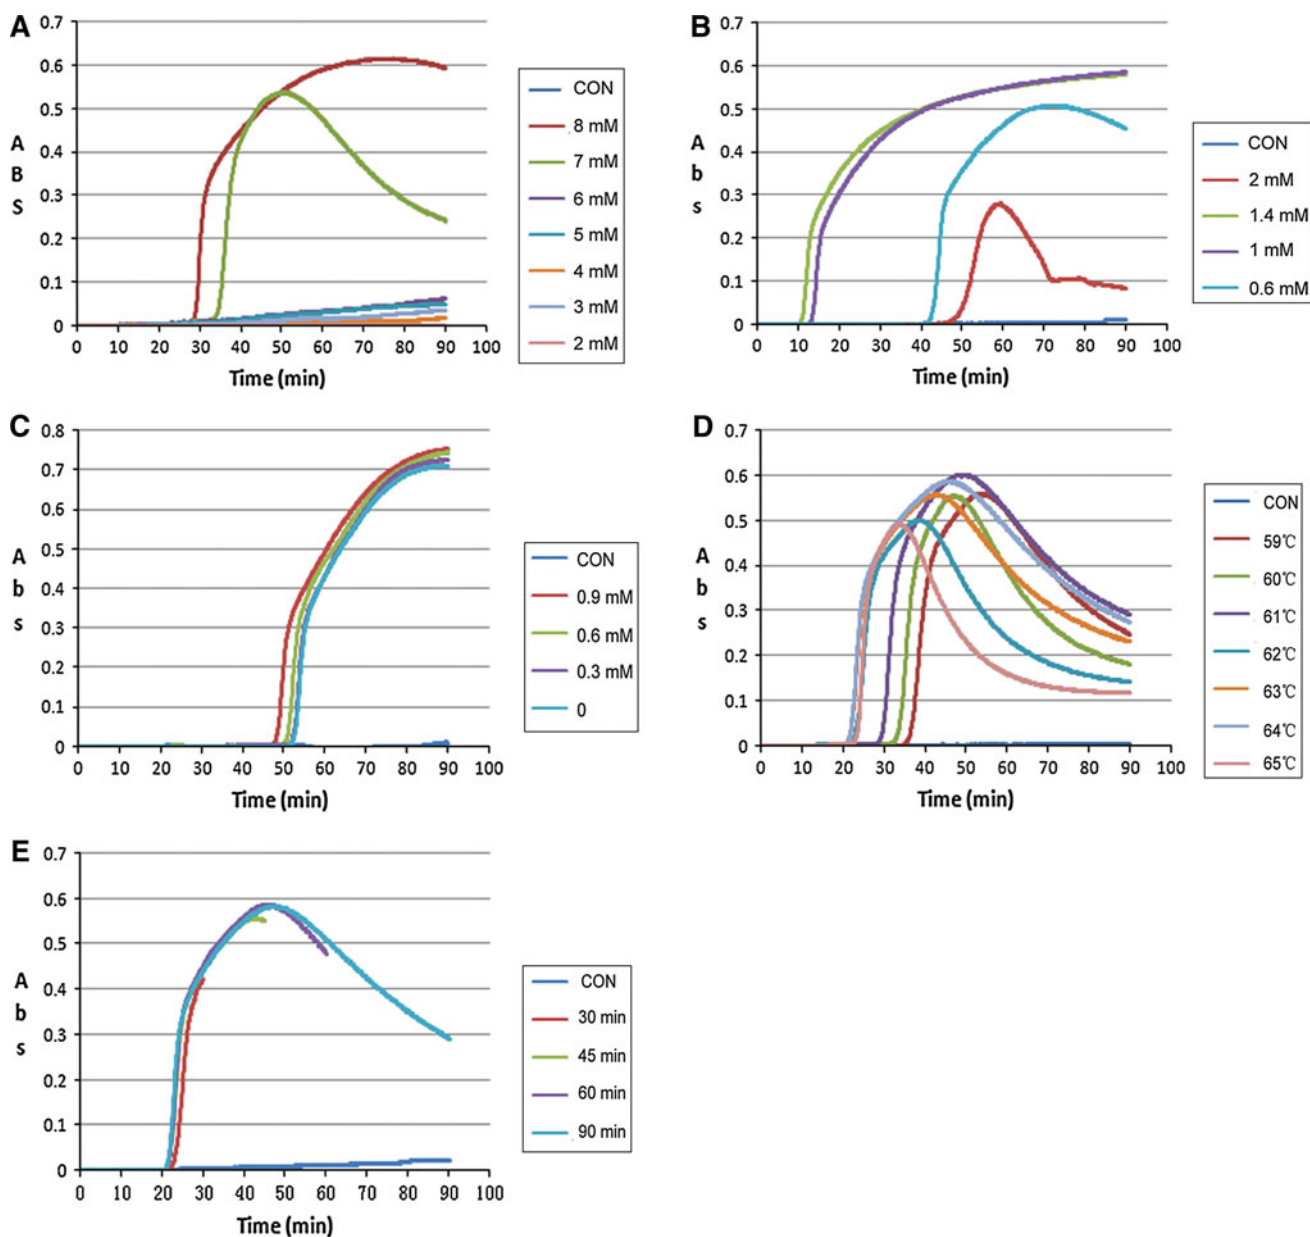 A
0.7
0.6
0.5
0.4
0.3
0.2
0.1
0
A
B
S
0 10 20 30 40 50 60 70 80 90 100
Time (min)
CON
8 mM
7 mM
6 mM
5 mM
4 mM
3 mM
2 mM
B
0.7
0.6
0.5
0.4
0.3
0.2
0.1
0
A
b
s
0 10 20 30 40 50 60 70 80 90 100
Time (min)
CON
2 mM
1.4 mM
1 mM
0.6 mM
C
0.8
0.7
0.6
0.5
0.4
0.3
0.2
0.1
0
A
b
s
0 10 20 30 40 50 60 70 80 90 100
Time (min)
CON
0.9 mM
0.6 mM
0.3 mM
0
D
0.7
0.6
0.5
0.4
0.3
0.2
0.1
0
A
b
s
0 10 20 30 40 50 60 70 80 90 100
Time (min)
CON
59℃
60℃
61℃
62℃
63℃
64℃
65℃
E
0.7
0.6
0.5
0.4
0.3
0.2
0.1
0
A
b
s
0 10 20 30 40 50 60 70 80 90 100
Time (min)
CON
30 min
45 min
60 min
90 min